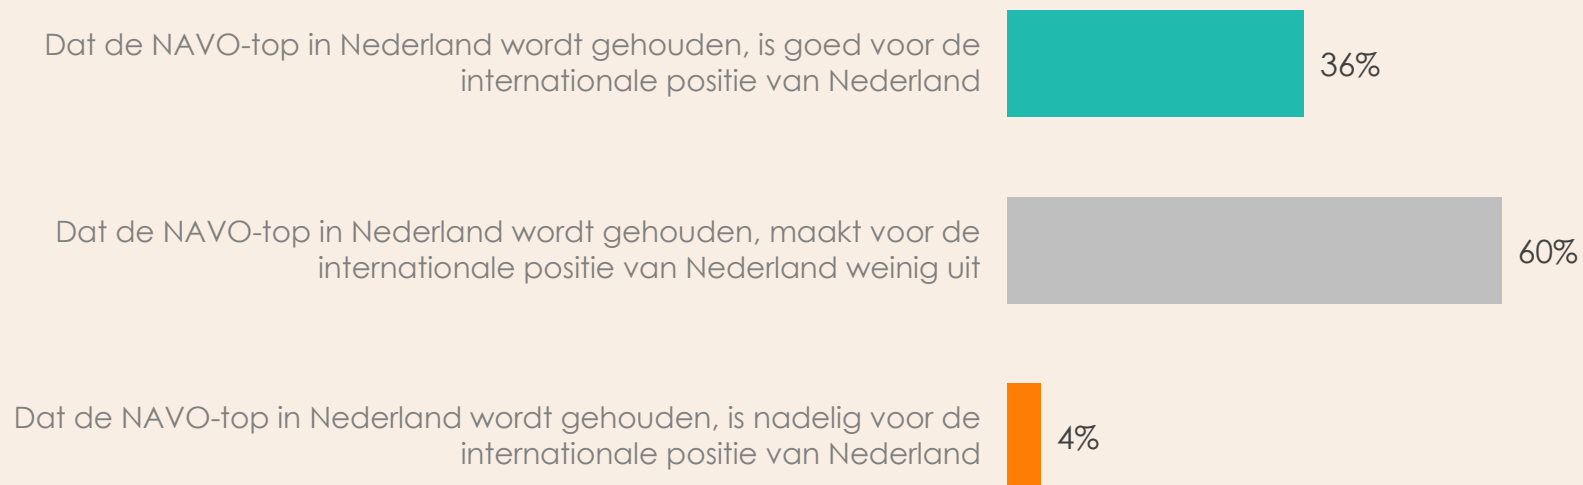 Dat de NAVO-top in Nederland wordt gehouden, is goed voor de
internationale positie van Nederland
36%
Dat de NAVO-top in Nederland wordt gehouden, maakt voor de
internationale positie van Nederland weinig uit
60%
Dat de NAVO-top in Nederland wordt gehouden, is nadelig voor de
internationale positie van Nederland
4%